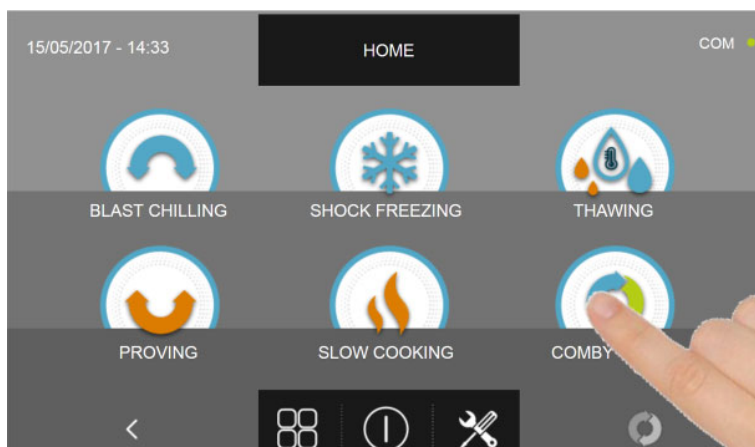 15/05/2017 - 14:33
HOME
COM
BLAST CHILLING
SHOCK FREEZING
THAWING
PROVING
SLOW COOKING
COMBY